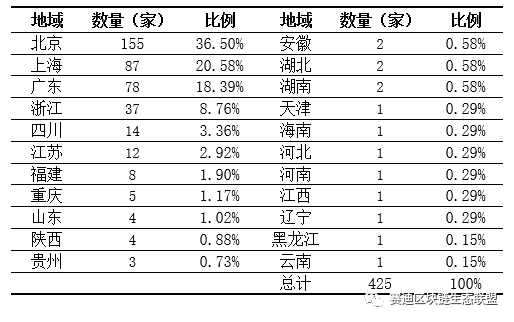 地域 数量（家） 比例 地域 数量（家） 比例
北京 155 36.50% 安徽 2 0.58%
上海 87 20.58% 湖北 2 0.58%
广东 78 18.39% 湖南 2 0.58%
浙江 37 8.76% 天津 1 0.29%
四川 14 3.36% 海南 1 0.29%
江苏 12 2.92% 河北 1 0.29%
福建 8 1.90% 河南 1 0.29%
重庆 5 1.17% 江西 1 0.29%
山东 4 1.02% 辽宁 1 0.29%
陕西 4 0.88% 黑龙江 1 0.15%
贵州 3 0.73% 云南 1 0.15%
总计 425 100%
赛迪区块链生态联盟